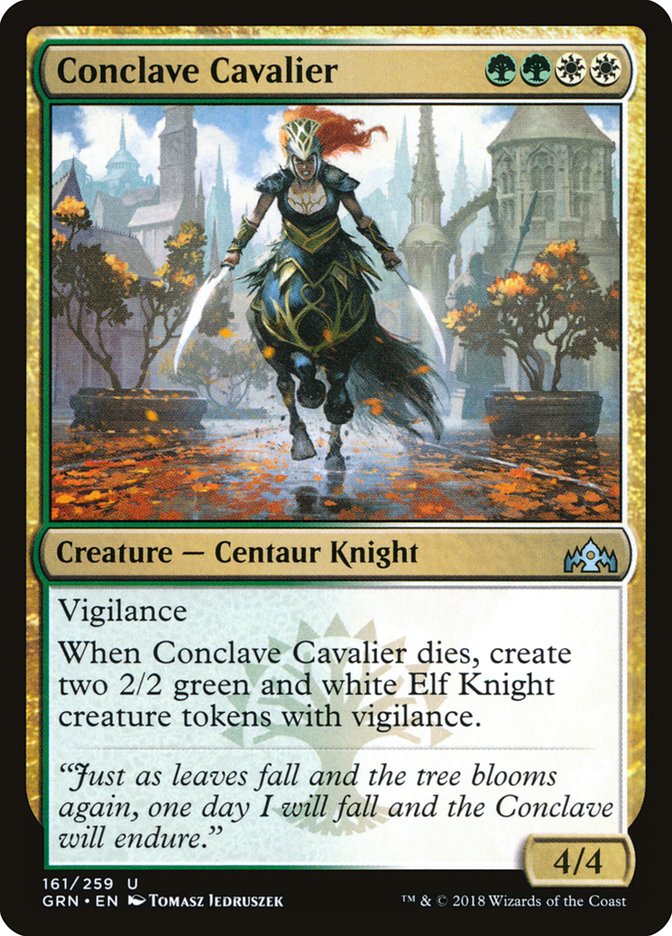 Conclave Cavalier
Creature — Centaur Knight
Vigilance
When Conclave Cavalier dies, create
two 2/2 green and white Elf Knight
creature tokens with vigilance.
“Just as leaves fall and the tree blooms
again, one day I will fall and the Conclave
will endure.”
4/4
161/259 U
GRN • EN Tomasz Jedruszek
™ & © 2018 Wizards of the Coast